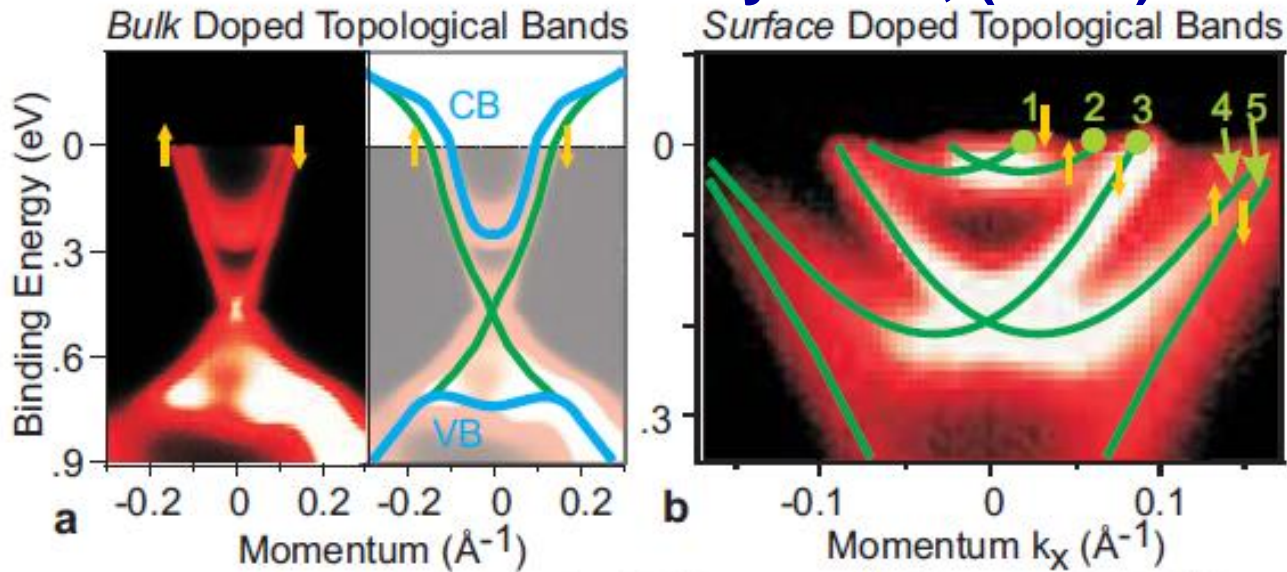 Bulk Doped Topological Bands
Surface Doped Topological Bands
Binding Energy (eV)
0
.3
.6
.9
CB
VB
-0.2 0 0.2
-0.2 0 0.2
a
Momentum (Å⁻¹)
1 2 3 4 5
0
.3
-0.1 0 0.1
b
Momentum kₓ (Å⁻¹)